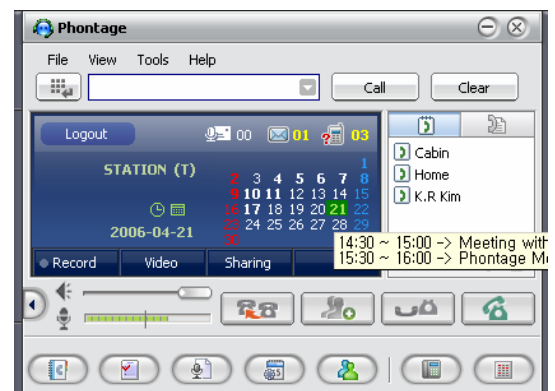 Phontage
File View Tools Help
Call Clear
Logout 00 01 03
STATION (T)
2006-04-21
1
2 3 4 5 6 7 8
9 10 11 12 13 14 15
16 17 18 19 20 21 22
23 24 25 26 27 28 29
30
Record Video Sharing
Cabin
Home
K.R Kim
14:30 ~ 15:00 -> Meeting with
15:30 ~ 16:00 -> Phontage